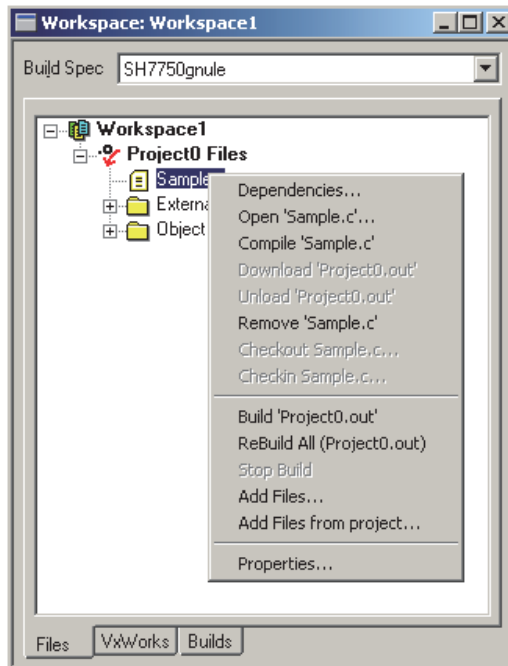 Workspace: Workspace1
Build Spec SH7750gnule
Workspace1
Project0 Files
Sample
Externa
Object
Dependencies...
Open 'Sample.c'...
Compile 'Sample.c'
Download 'Project0.out'
Unload 'Project0.out'
Remove 'Sample.c'
Checkout Sample.c...
Checkin Sample.c...
Build 'Project0.out'
ReBuild All (Project0.out)
Stop Build
Add Files...
Add Files from project...
Properties...
Files VxWorks Builds